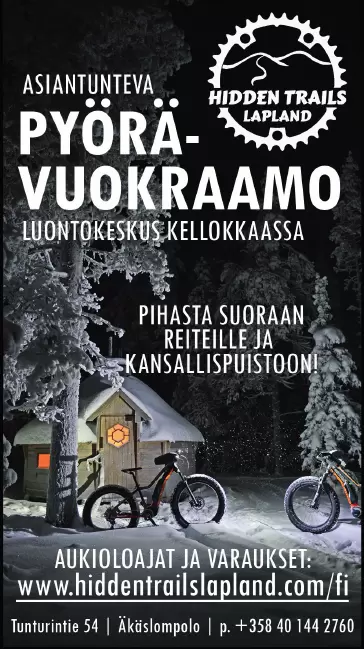 HIDDEN TRAILS
LAPLAND
ASIANTUNTEVA
PYÖRÄ-
VUOKRAAMO
LUONTOKESKUS KELLOKKAASSA
PIHASTA SUORAAN
REITEILLE JA
KANSALLISPUISTOON!
AUKIOLOAJAT JA VARAUKSET:
www.hiddentrailslapland.com/fi
Tunturintie 54 | Äkäslompolo | p. +358 40 144 2760